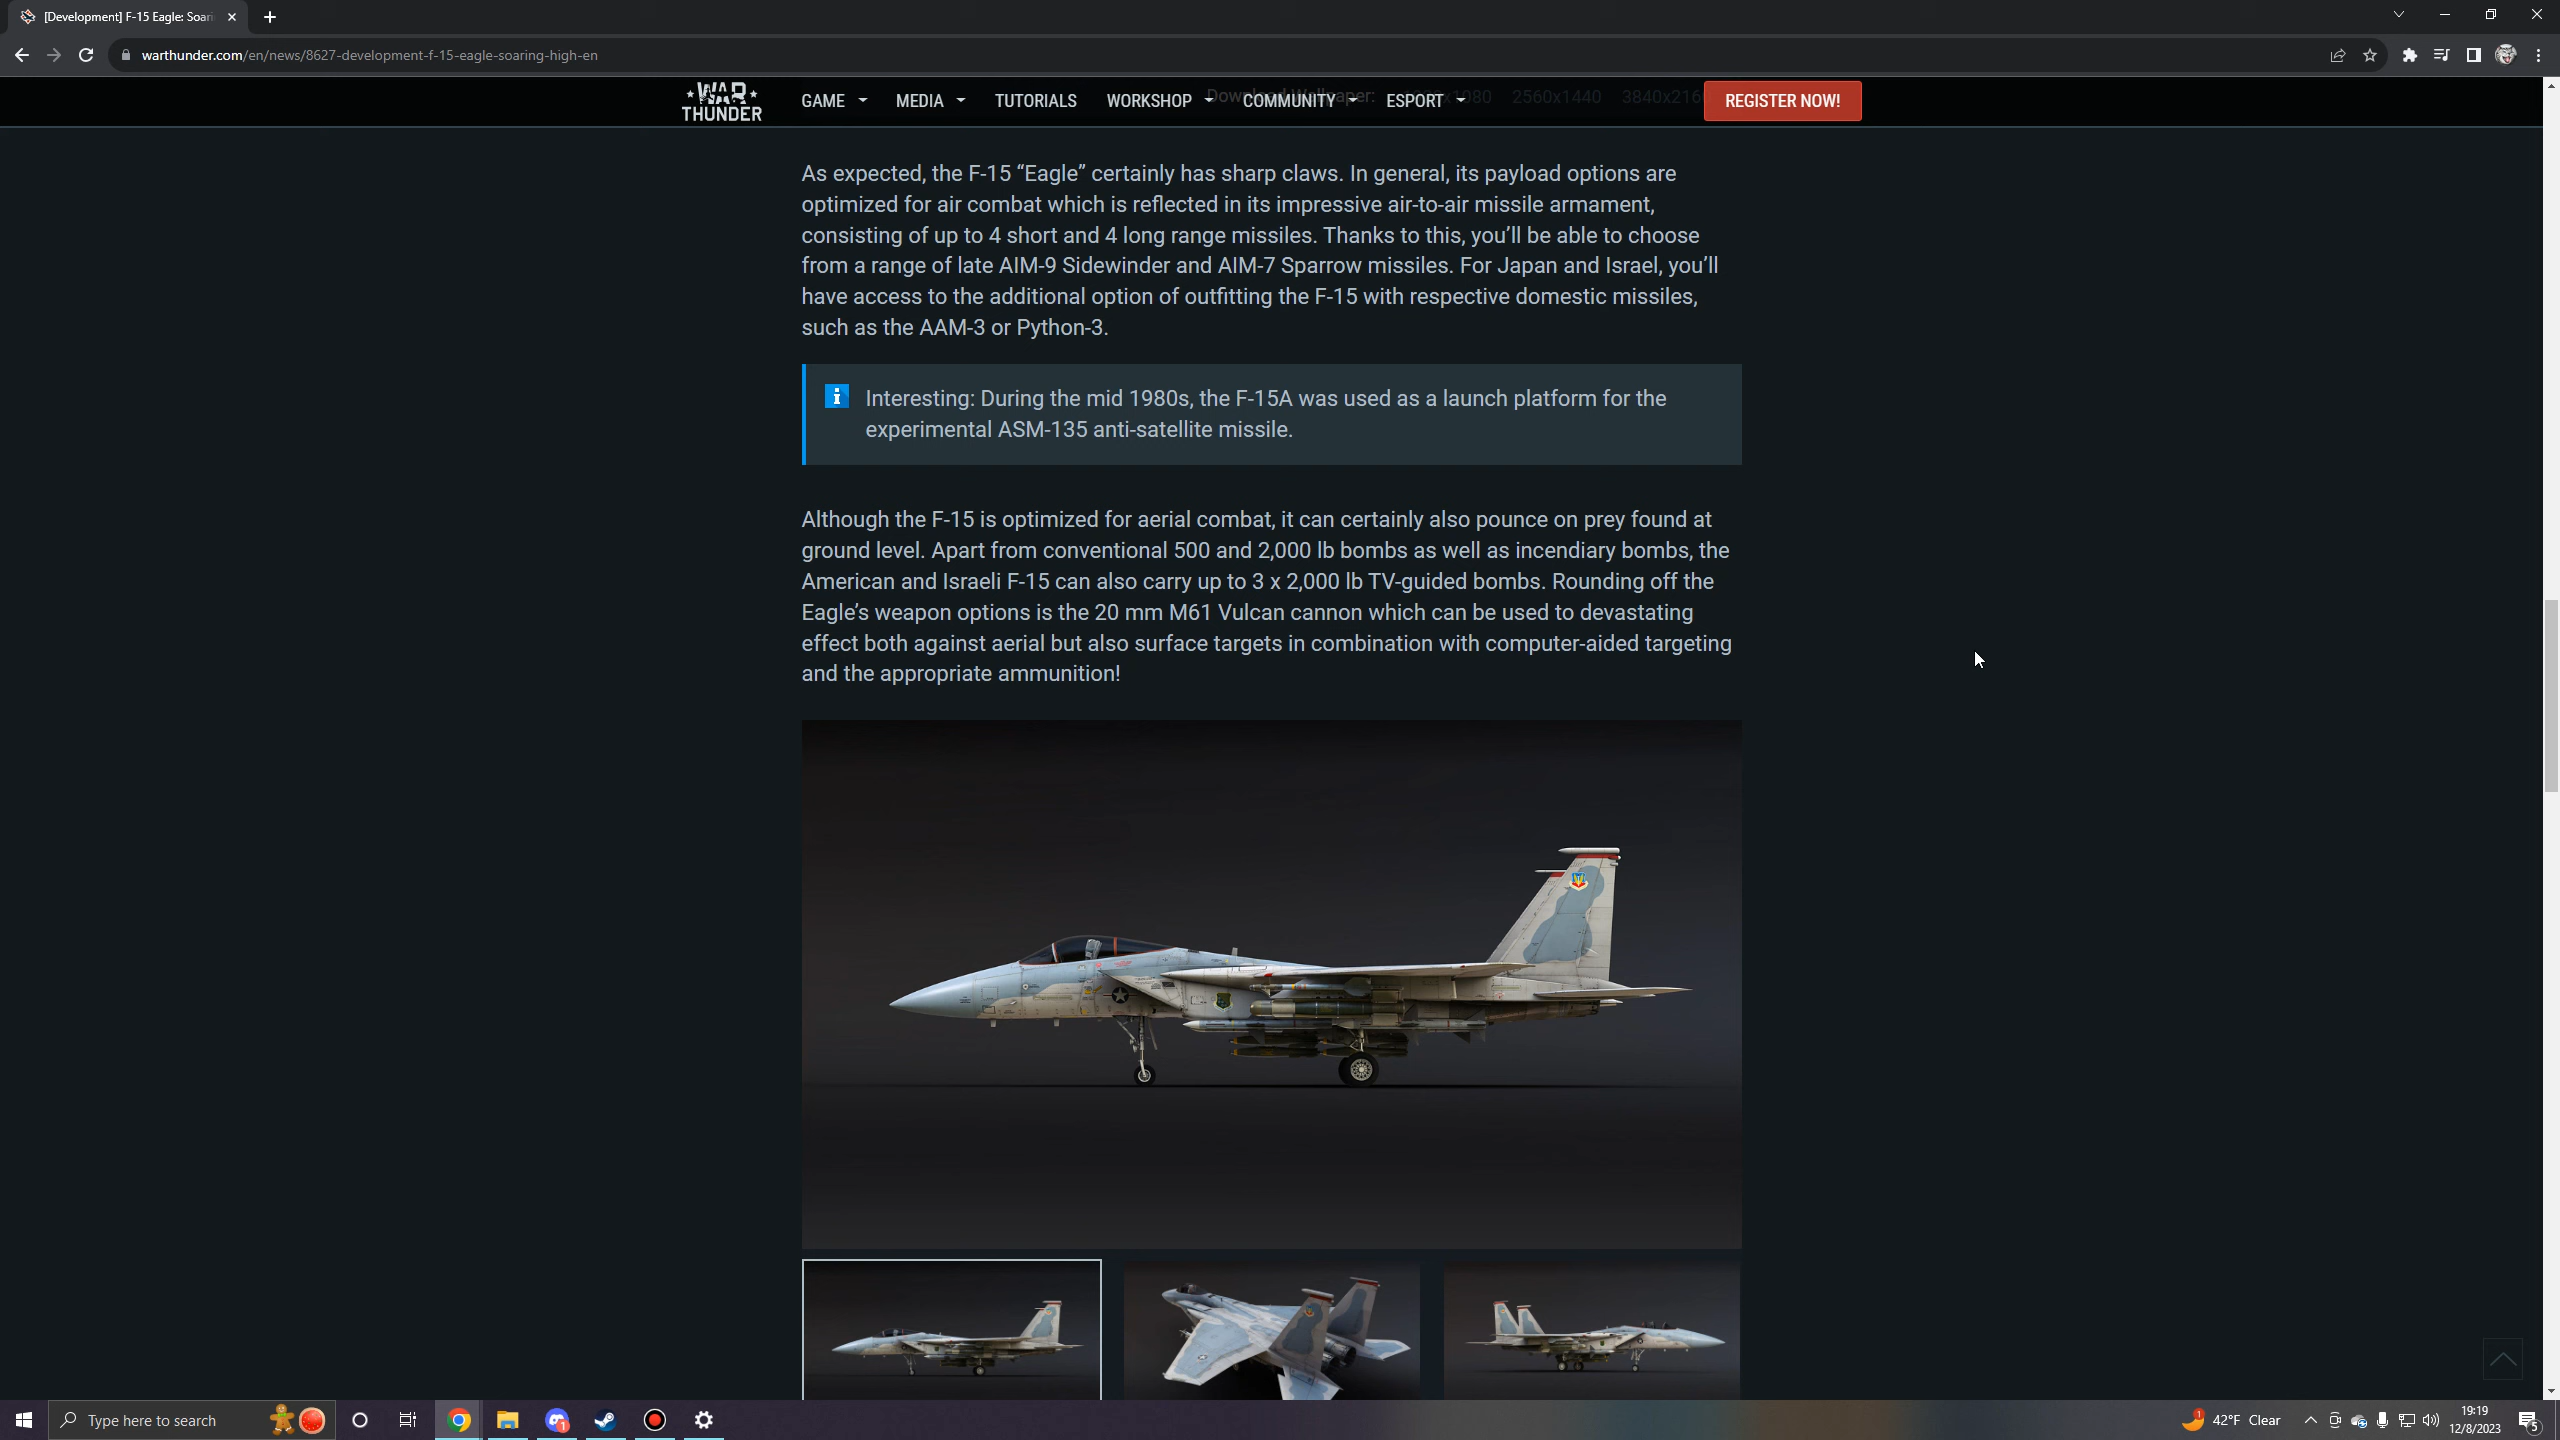 [Development] F-15 Eagle: Soari
warthunder.com/en/news/8627-development-f-15-eagle-soaring-high-en
WAR THUNDER
GAME MEDIA TUTORIALS WORKSHOP COMMUNITY ESPORT REGISTER NOW!
Download Wallpaper: 2560x1440
As expected, the F-15 “Eagle” certainly has sharp claws. In general, its payload options are
optimized for air combat which is reflected in its impressive air-to-air missile armament,
consisting of up to 4 short and 4 long range missiles. Thanks to this, you’ll be able to choose
from a range of late AIM-9 Sidewinder and AIM-7 Sparrow missiles. For Japan and Israel, you’ll
have access to the additional option of outfitting the F-15 with respective domestic missiles,
such as the AAM-3 or Python-3.
Interesting: During the mid 1980s, the F-15A was used as a launch platform for the
experimental ASM-135 anti-satellite missile.
Although the F-15 is optimized for aerial combat, it can certainly also pounce on prey found at
ground level. Apart from conventional 500 and 2,000 lb bombs as well as incendiary bombs, the
American and Israeli F-15 can also carry up to 3 x 2,000 lb TV-guided bombs. Rounding off the
Eagle’s weapon options is the 20 mm M61 Vulcan cannon which can be used to devastating
effect both against aerial but also surface targets in combination with computer-aided targeting
and the appropriate ammunition!
Type here to search
1
1
42°F Clear
19:19
12/8/2023
5